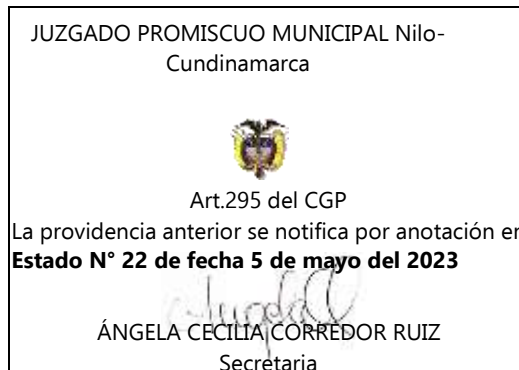 JUZGADO PROMISCUO MUNICIPAL Nilo-
Cundinamarca
Art.295 del CGP
La providencia anterior se notifica por anotación en
Estado N° 22 de fecha 5 de mayo del 2023
ÁNGELA CECILIA CORREDOR RUIZ
Secretaria